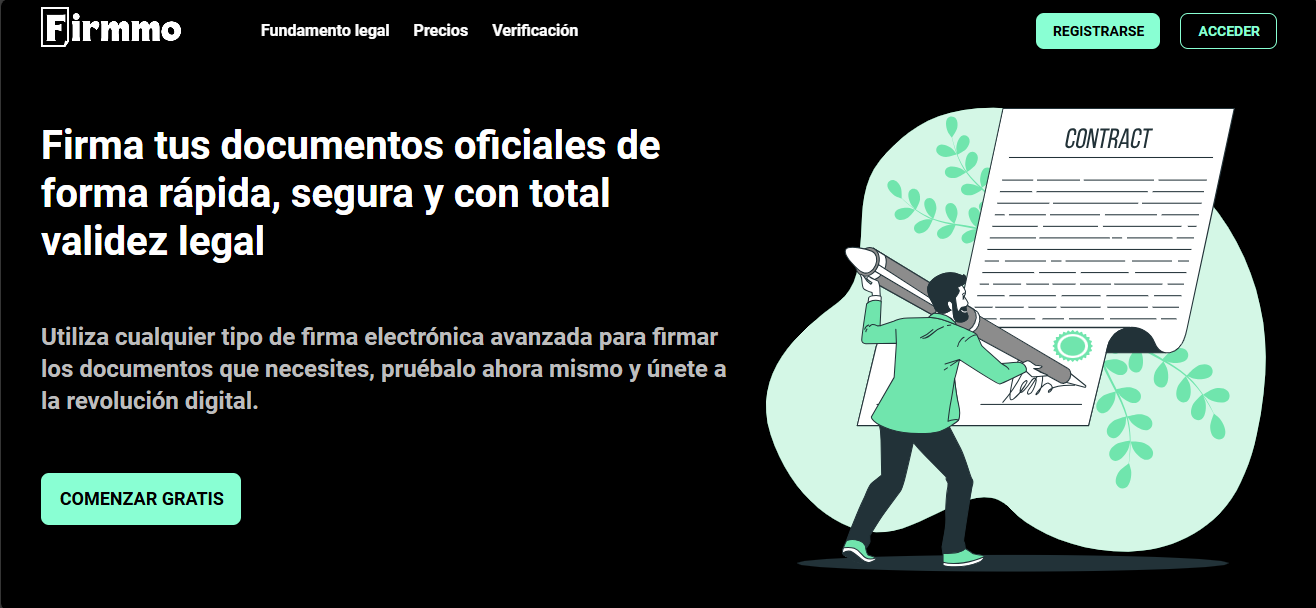 Firmmo
Fundamento legal
Precios
Verificación
REGISTRARSE
ACCEDER
Firma tus documentos oficiales de
forma rápida, segura y con total
validez legal
CONTRACT
Utiliza cualquier tipo de firma electrónica avanzada para firmar
los documentos que necesites, pruébalo ahora mismo y únete a
la revolución digital.
COMENZAR GRATIS